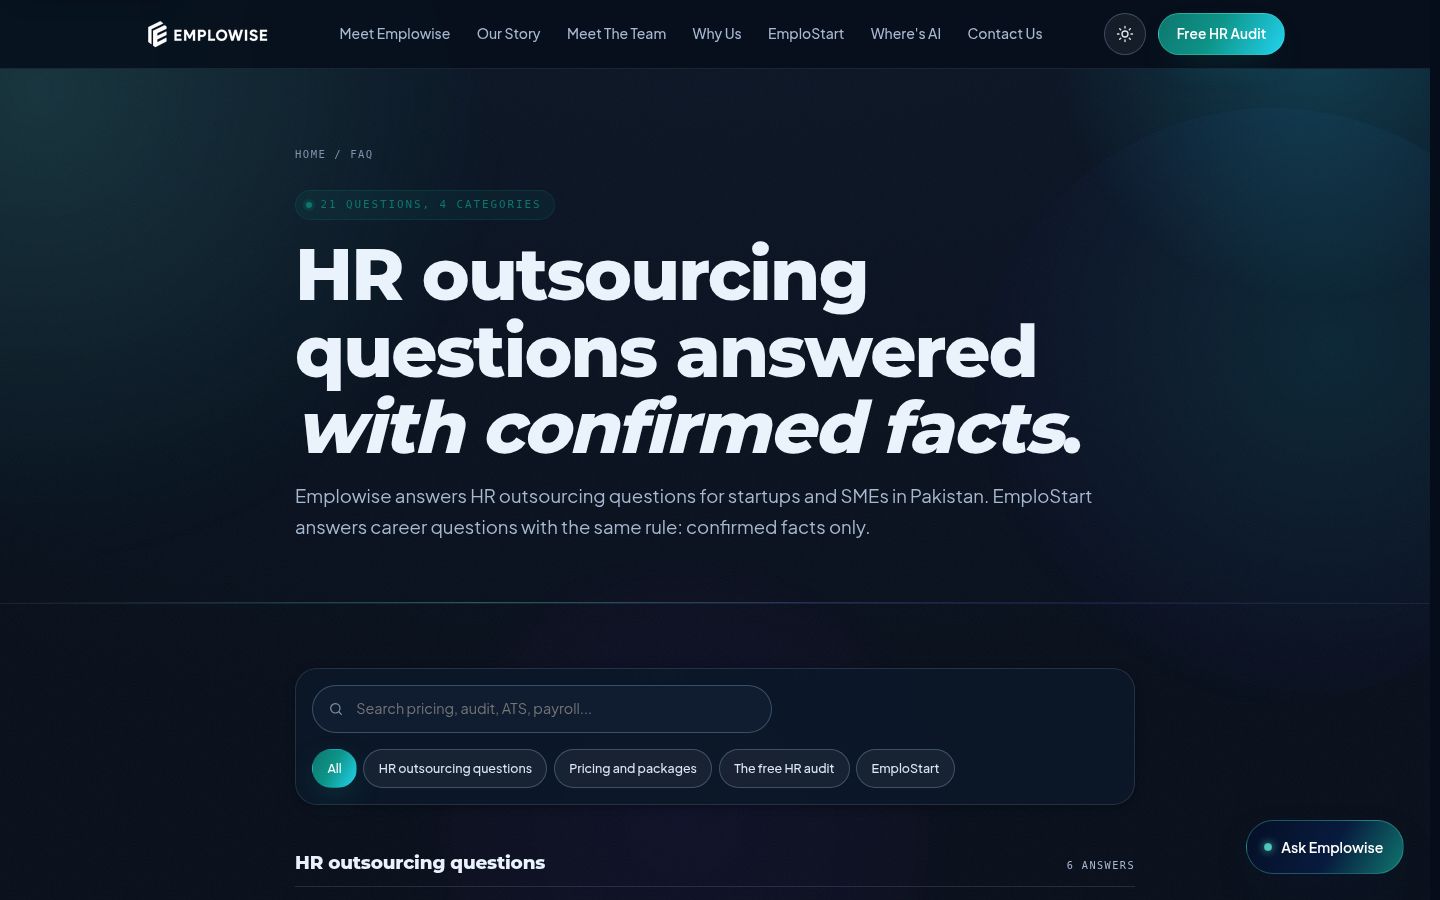 EMPLOWISE
Meet Emplowise
Our Story
Meet The Team
Why Us
EmploStart
Where's AI
Contact Us
Free HR Audit
HOME / FAQ
21 QUESTIONS, 4 CATEGORIES
HR outsourcing
questions answered
with confirmed facts.
Emplowise answers HR outsourcing questions for startups and SMEs in Pakistan. EmploStart
answers career questions with the same rule: confirmed facts only.
Search pricing, audit, ATS, payroll...
All
HR outsourcing questions
Pricing and packages
The free HR audit
EmploStart
HR outsourcing questions
6 ANSWERS
Ask Emplowise